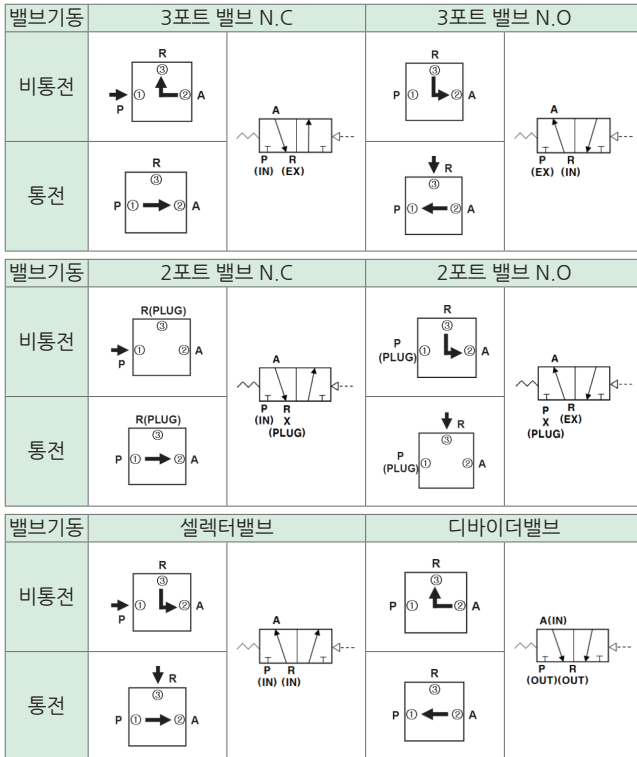 밸브기동 3포트 밸브 N.C 3포트 밸브 N.O
비통전
R
③
① ② A
P
A
P R
(IN) (EX)
R
③
P ① ② A
A
P R
(EX) (IN)
통전
R
③
P ① ② A
R
③
P ① ② A
밸브기동 2포트 밸브 N.C 2포트 밸브 N.O
비통전
R(PLUG)
③
① ② A
P
A
P R
(IN) X
(PLUG)
R
③
P
(PLUG) ① ② A
A
P R
X (EX)
(PLUG)
통전
R(PLUG)
③
P ① ② A
R
③
P
(PLUG) ① ② A
밸브기동 셀렉터밸브 디바이더밸브
비통전
R
③
① ② A
P
A
P R
(IN) (IN)
R
③
P ① ② A
A(IN)
P R
(OUT)(OUT)
통전
R
③
P ① ② A
R
③
P ① ② A